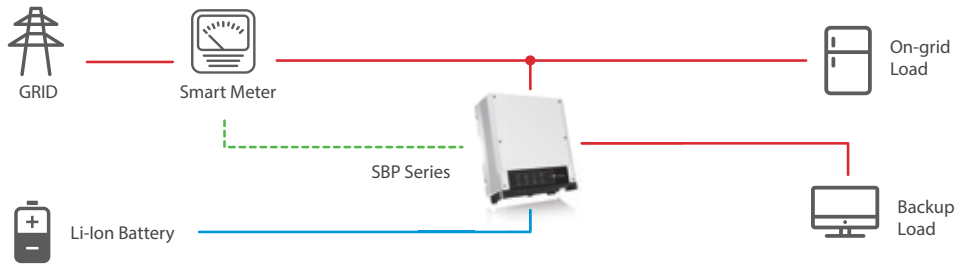 GRID
Smart Meter
On-grid
Load
SBP Series
Li-Ion Battery
Backup
Load